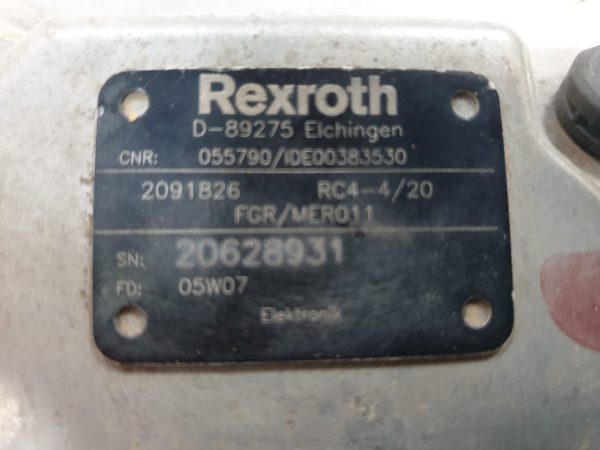 Rexroth
D-89275 Elchingen
CNR: 055790/IDE00383530
2091826 RC4-4/20
FGR/MER011
SN: 20628931
FD: 05W07
Elektronik